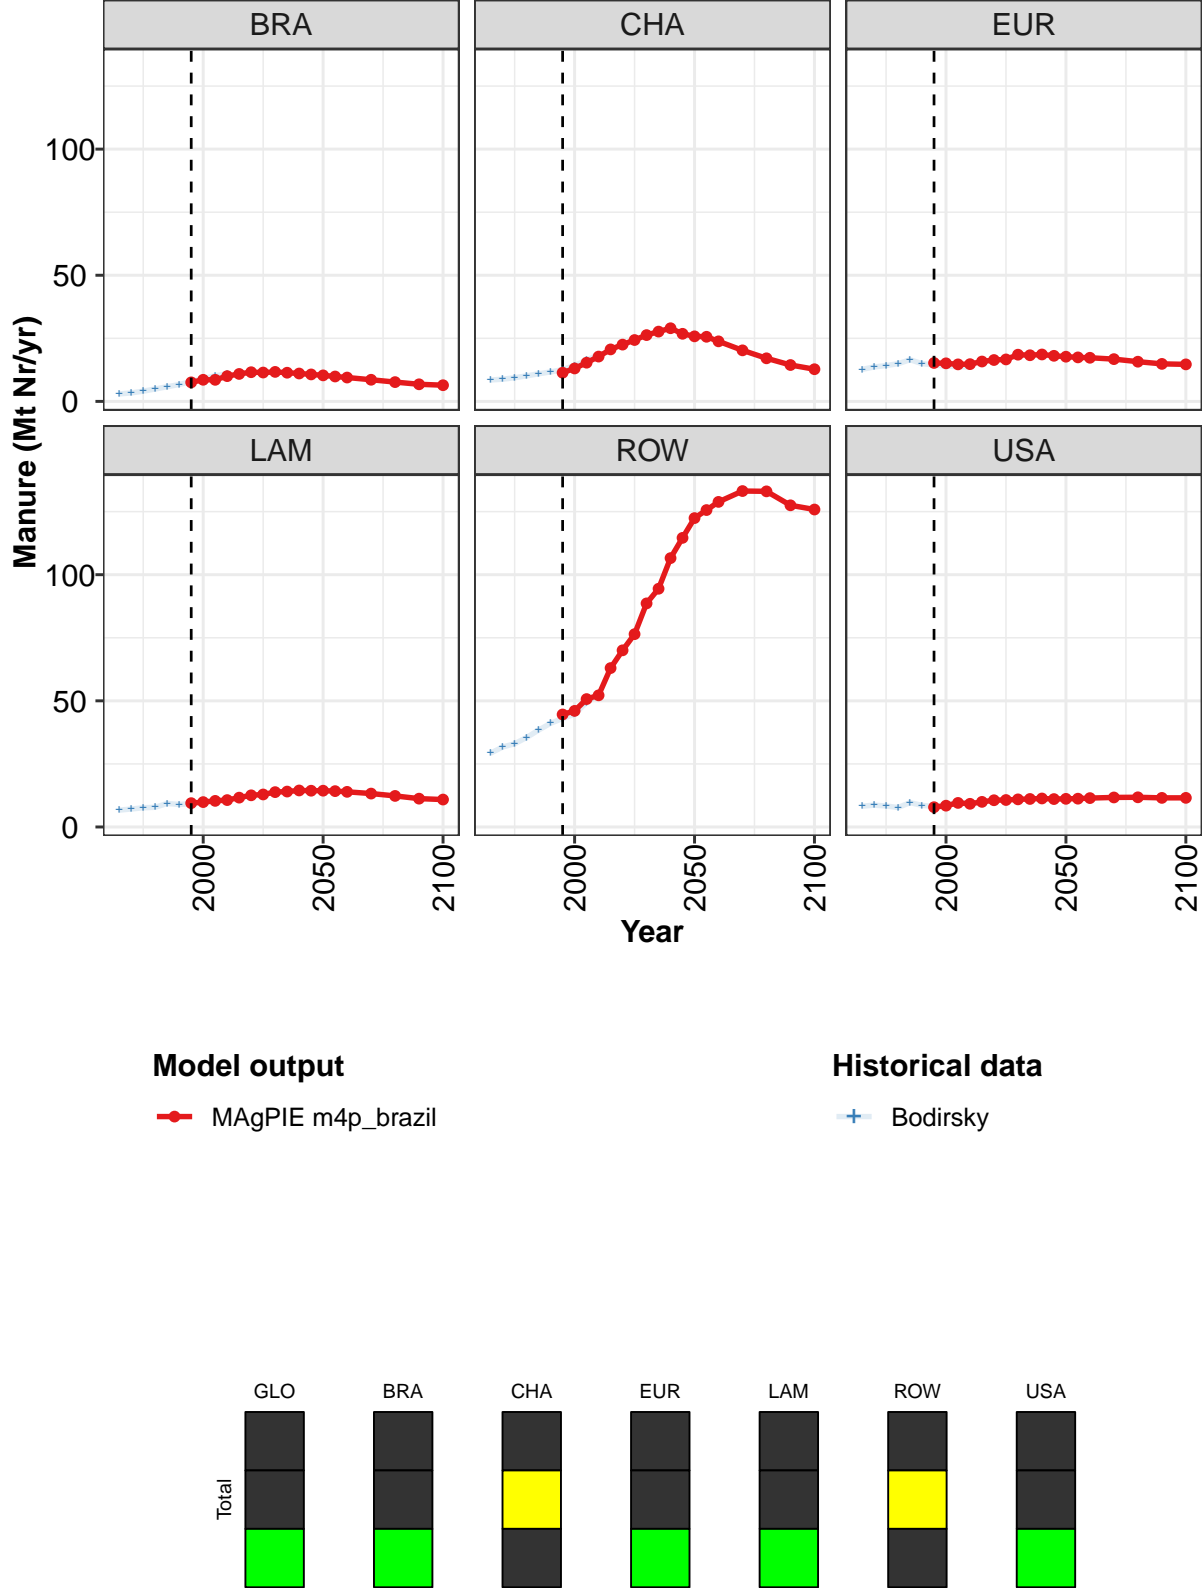 BRA CHA EUR
100
50
0
LAM ROW USA
100
50
0
Manure (Mt Nr/yr)
2000 2050 2100 2000 2050 2100 2000 2050 2100
Year
Model output Historical data
MAgPIE m4p_brazil Bodirsky
GLO BRA CHA EUR LAM ROW USA
Total